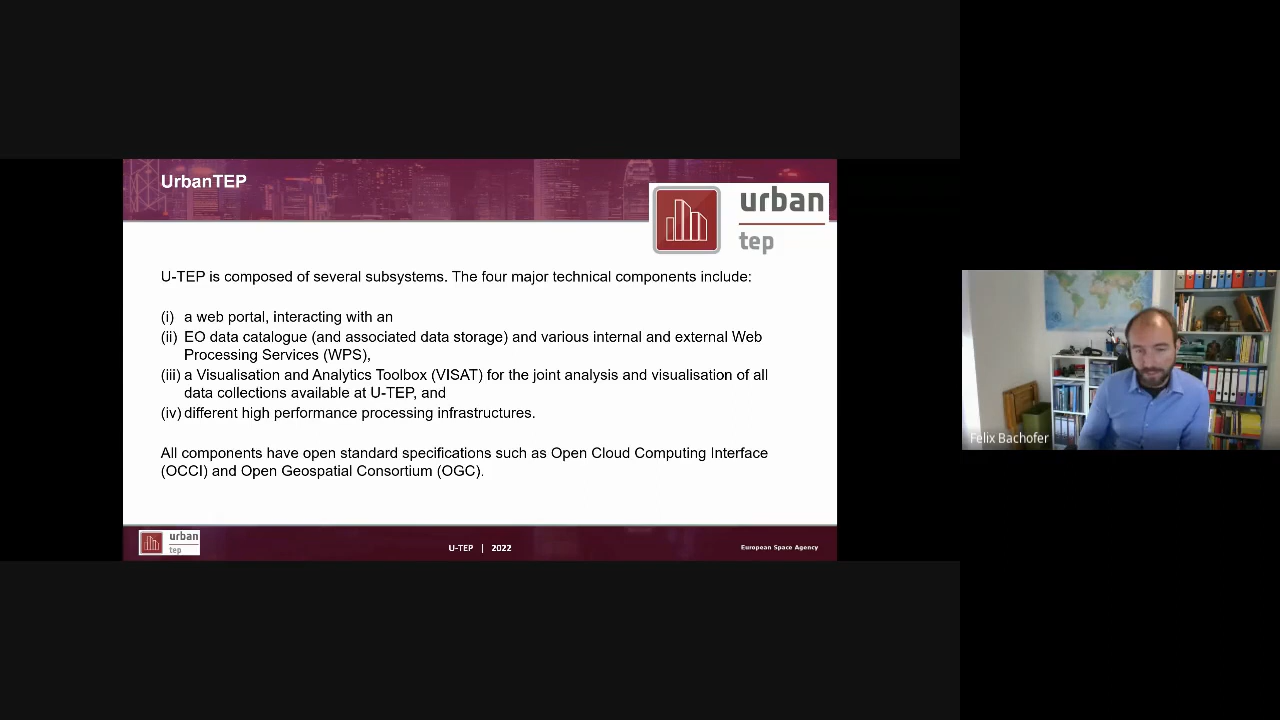 UrbanTEP
urban
tep
U-TEP is composed of several subsystems. The four major technical components include:
(i) a web portal, interacting with an
(ii) EO data catalogue (and associated data storage) and various internal and external Web
Processing Services (WPS),
(iii) a Visualisation and Analytics Toolbox (VISAT) for the joint analysis and visualisation of all
data collections available at U-TEP, and
(iv) different high performance processing infrastructures.
All components have open standard specifications such as Open Cloud Computing Interface
(OCCI) and Open Geospatial Consortium (OGC).
urban
tep
U-TEP | 2022
European Space Agency
Felix Bachofer